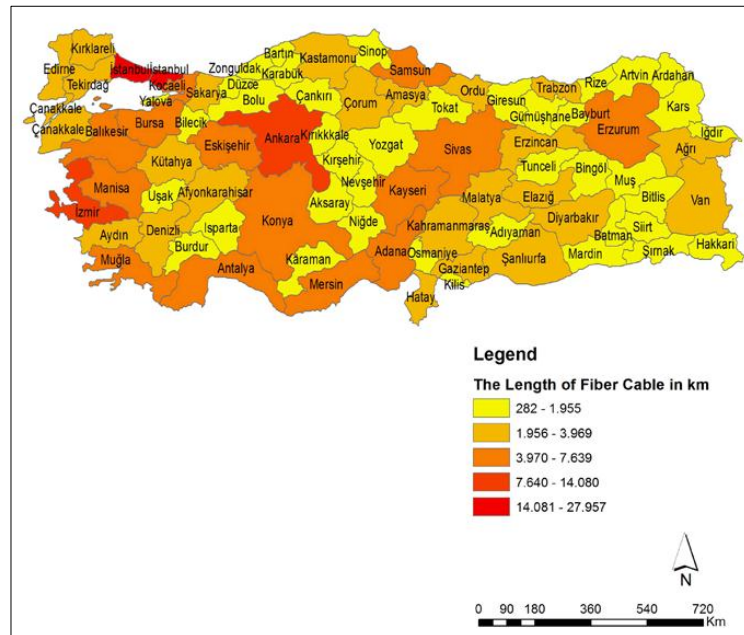 Kırklareli
Edirne
Tekirdağ
İstanbul İstanbul
Kocaeli
Yalova
Sakarya
Zonguldak
Bartın
Karabük
Düzce
Bolu
Kastamonu
Sinop
Samsun
Çankırı
Çorum
Amasya
Ordu
Tokat
Giresun
Trabzon
Rize
Artvin
Ardahan
Gümüşhane
Bayburt
Kars
Iğdır
Çanakkale
Çanakkale
Balıkesir
Bursa
Bilecik
Eskişehir
Ankara
Kırıkkkale
Kırşehir
Yozgat
Sivas
Erzincan
Erzurum
Ağrı
Kütahya
Manisa
Uşak
Afyonkarahisar
İzmir
Aydın
Denizli
Burdur
Isparta
Muğla
Antalya
Konya
Aksaray
Nevşehir
Niğde
Kayseri
Karaman
Mersin
Adana
Kahramanmaraş
Malatya
Elazığ
Tunceli
Bingöl
Muş
Bitlis
Van
Diyarbakır
Batman
Siirt
Hakkari
Şırnak
Mardin
Adıyaman
Osmaniye
Gaziantep
Şanlıurfa
Kilis
Hatay
Legend
The Length of Fiber Cable in km
282 - 1.955
1.956 - 3.969
3.970 - 7.639
7.640 - 14.080
14.081 - 27.957
N
0 90 180 360 540 720
Km